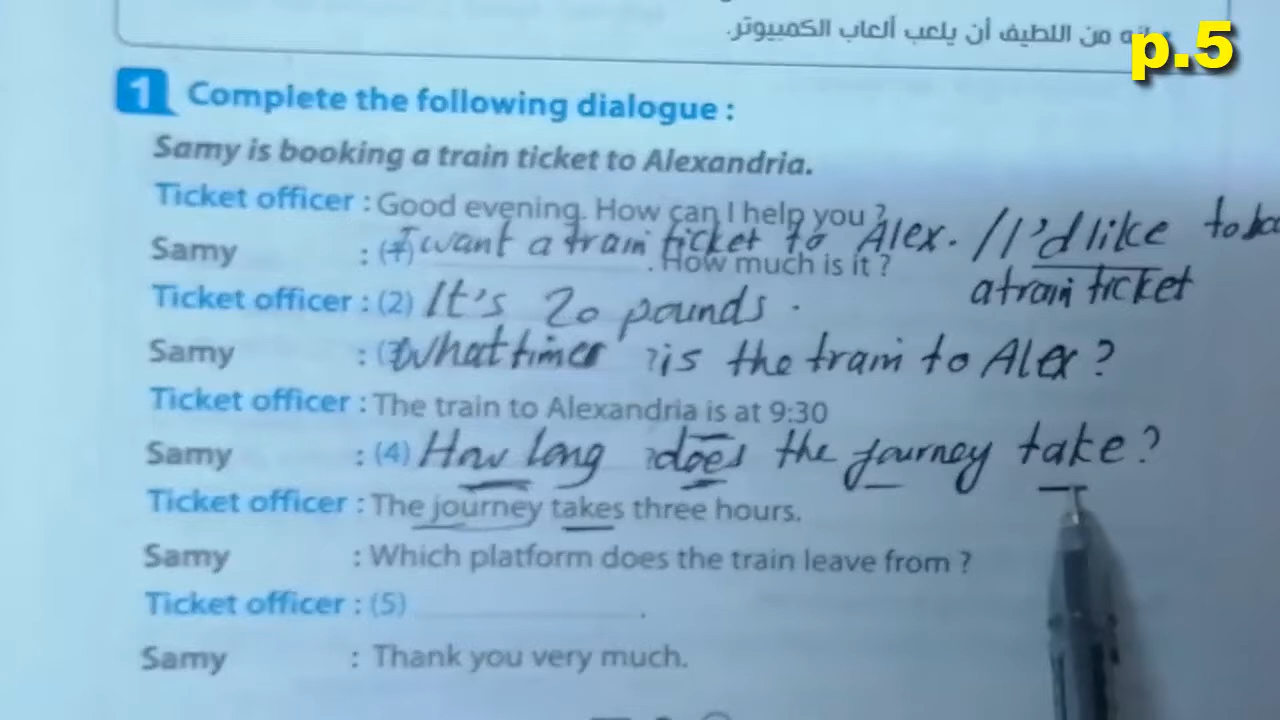 من اللطيف أن يلعب ألعاب الكمبيوتر.
p.5
1 Complete the following dialogue :
Samy is booking a train ticket to Alexandria.
Ticket officer : Good evening. How can I help you ?
Samy : (1) I want a train ticket to Alex. // I'd like to
a train ticket
. How much is it ?
Ticket officer : (2) It's 20 pounds .
Samy : (3) What time ? is the train to Alex ?
Ticket officer : The train to Alexandria is at 9:30
Samy : (4) How long ? does the journey take ?
Ticket officer : The journey takes three hours.
Samy : Which platform does the train leave from ?
Ticket officer : (5) .
Samy : Thank you very much.